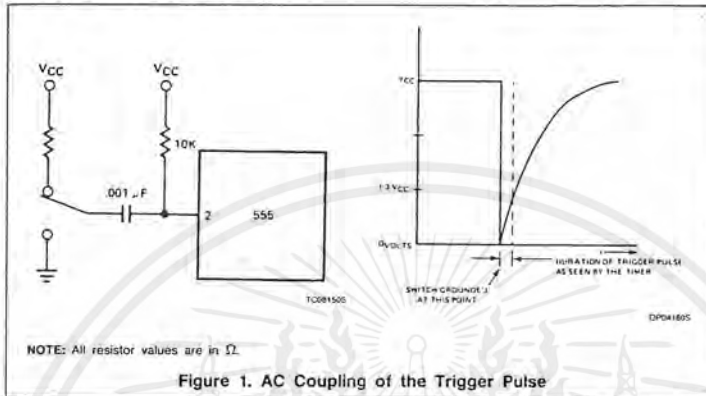 VCC
VCC
10K
.001 µF
2
555
TC08150S
VCC
1/3 VCC
0 VOLTS
t
DURATION OF TRIGGER PULSE
AS SEEN BY THE TIMER
SWITCH GROUNDED
AT THIS POINT
OP04180S
NOTE: All resistor values are in Ω.
Figure 1. AC Coupling of the Trigger Pulse